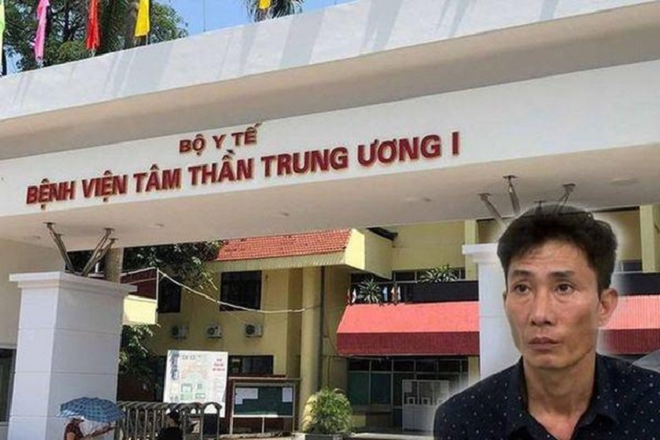 BỘ Y TẾ
BỆNH VIỆN TÂM THẦN TRUNG ƯƠNG I